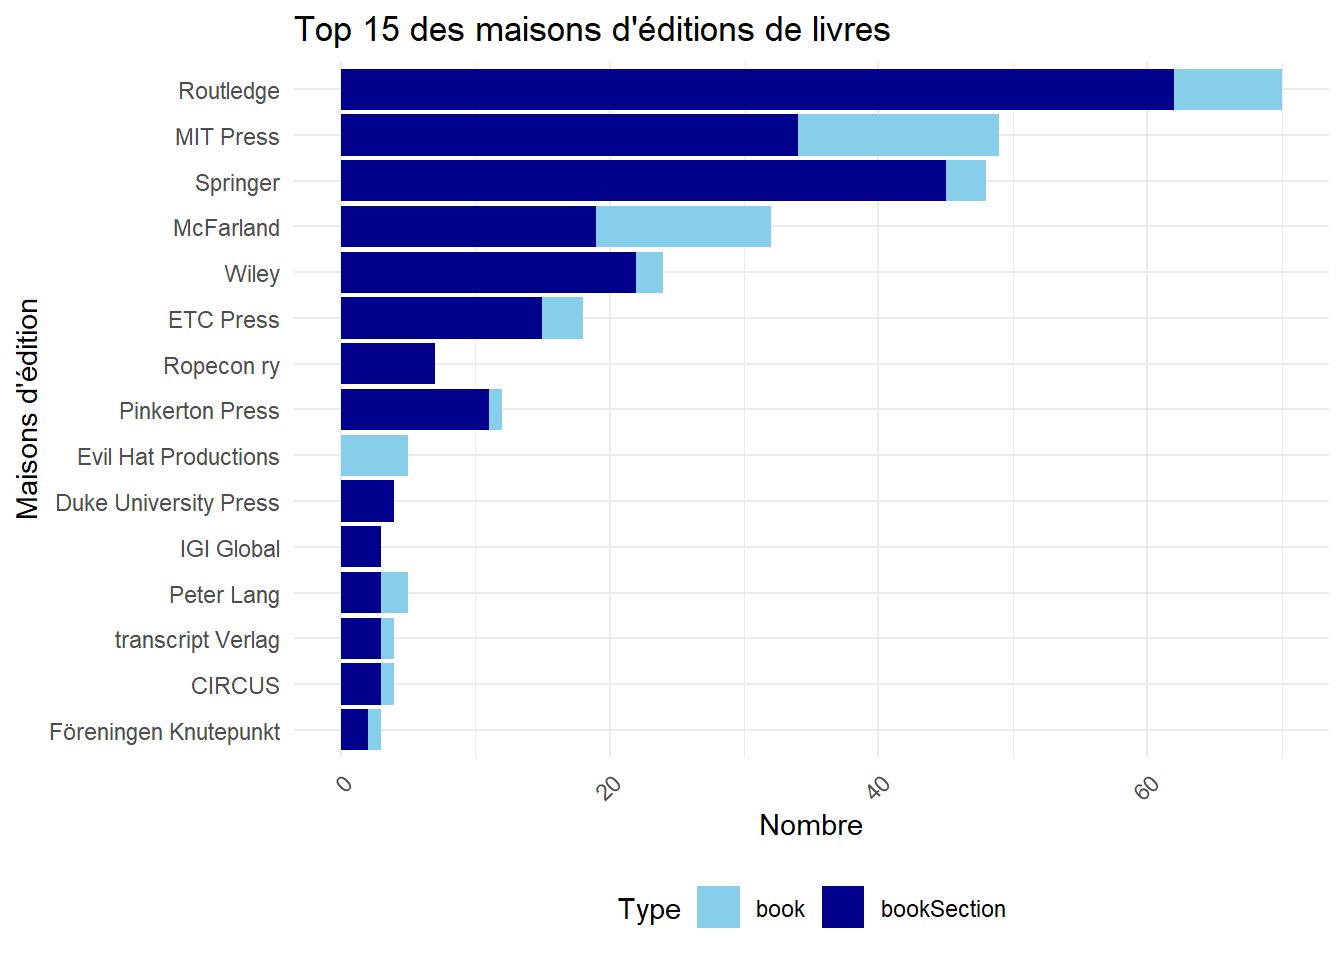 Top 15 des maisons d'éditions de livres
Maisons d'édition
Routledge
MIT Press
Springer
McFarland
Wiley
ETC Press
Ropecon ry
Pinkerton Press
Evil Hat Productions
Duke University Press
IGI Global
Peter Lang
transcript Verlag
CIRCUS
Föreningen Knutepunkt
0 20 40 60
Nombre
Type book bookSection